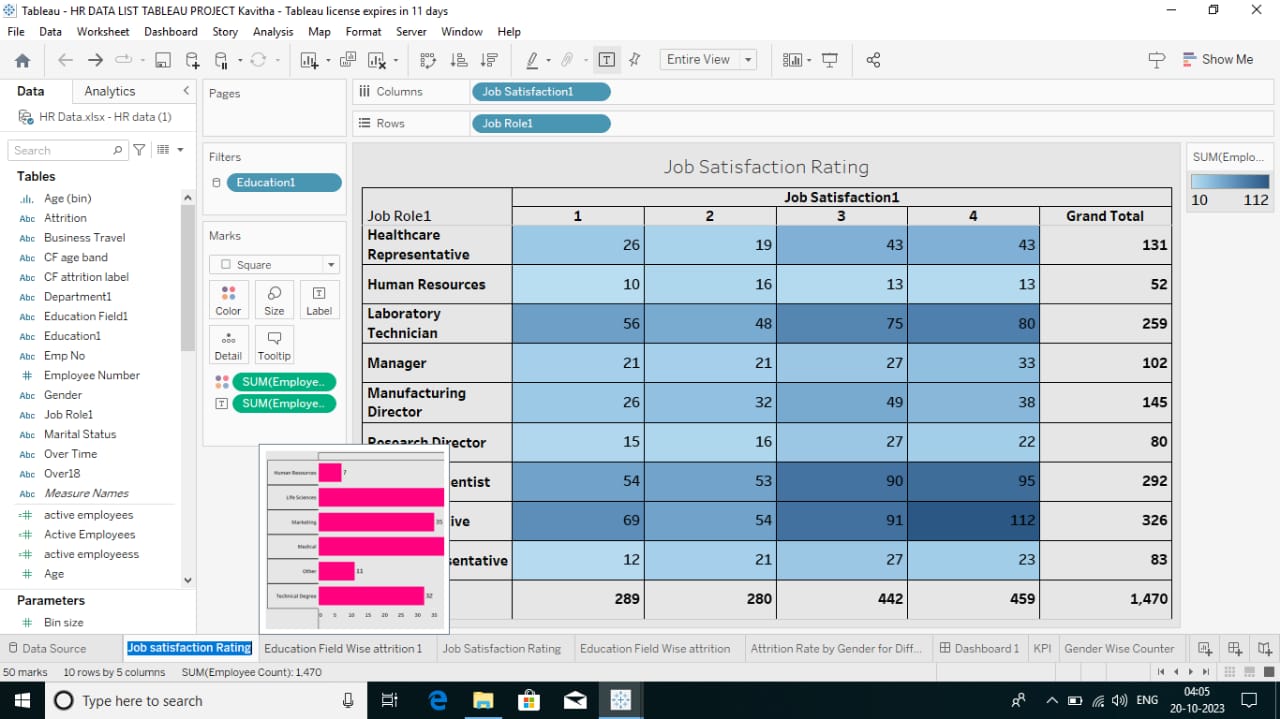 Tableau - HR DATA LIST TABLEAU PROJECT Kavitha - Tableau license expires in 11 days
File Data Worksheet Dashboard Story Analysis Map Format Server Window Help
Entire View Show Me
Data Analytics
HR Data.xlsx - HR data (1)
Search
Tables
Age (bin)
Attrition
Business Travel
CF age band
CF attrition label
Department1
Education Field1
Education1
Emp No
Employee Number
Gender
Job Role1
Marital Status
Over Time
Over18
Measure Names
active employees
Active Employees
active employeess
Age
Parameters
Bin size
Pages
Filters
Education1
Marks
Square
Color Size Label
Detail Tooltip
SUM(Employe..
SUM(Employe..
Columns Job Satisfaction1
Rows Job Role1
Job Satisfaction Rating
Job Satisfaction1
Job Role1 1 2 3 4 Grand Total
Healthcare
Representative 26 19 43 43 131
Human Resources 10 16 13 13 52
Laboratory
Technician 56 48 75 80 259
Manager 21 21 27 33 102
Manufacturing
Director 26 32 49 38 145
Research Director 15 16 27 22 80
entist 54 53 90 95 292
ive 69 54 91 112 326
sentative 12 21 27 23 83
289 280 442 459 1,470
SUM(Emplo...
10 112
Human Resources 7
Life Sciences
Marketing 35
Medical
Other 11
Technical Degree 32
0 5 10 15 20 25 30 35
Data Source Job satisfaction Rating Education Field Wise attrition 1 Job Satisfaction Rating Education Field Wise attrition Attrition Rate by Gender for Diff... Dashboard 1 KPI Gender Wise Counter
50 marks 10 rows by 5 columns SUM(Employee Count): 1,470
Type here to search
ENG
04:05
20-10-2023